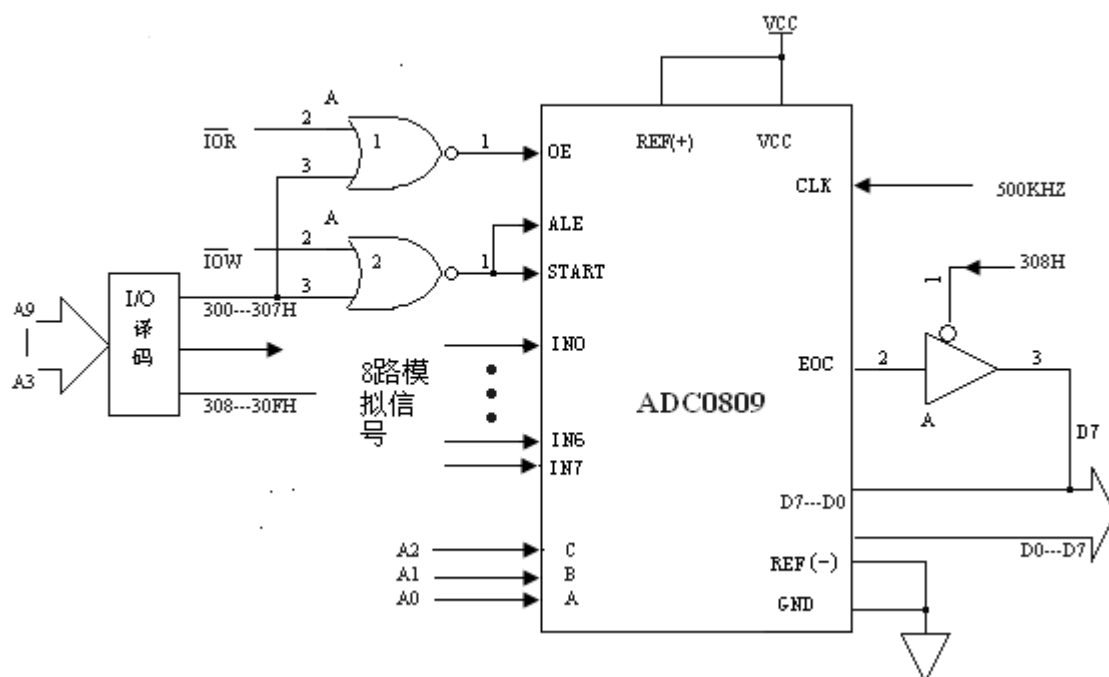 VCC
A
2
1
3
1
I̅O̅R̅
OE
REF(+)
VCC
CLK
500KHZ
A
2
2
3
1
I̅O̅W̅
ALE
START
308H
1
A9
A3
I/O
译
码
300---307H
308---30FH
8路模
拟信
号
IN0
IN6
IN7
ADC0809
EOC
2
3
A
D7
D7---D0
D0---D7
A2
C
A1
B
A0
A
REF(-)
GND